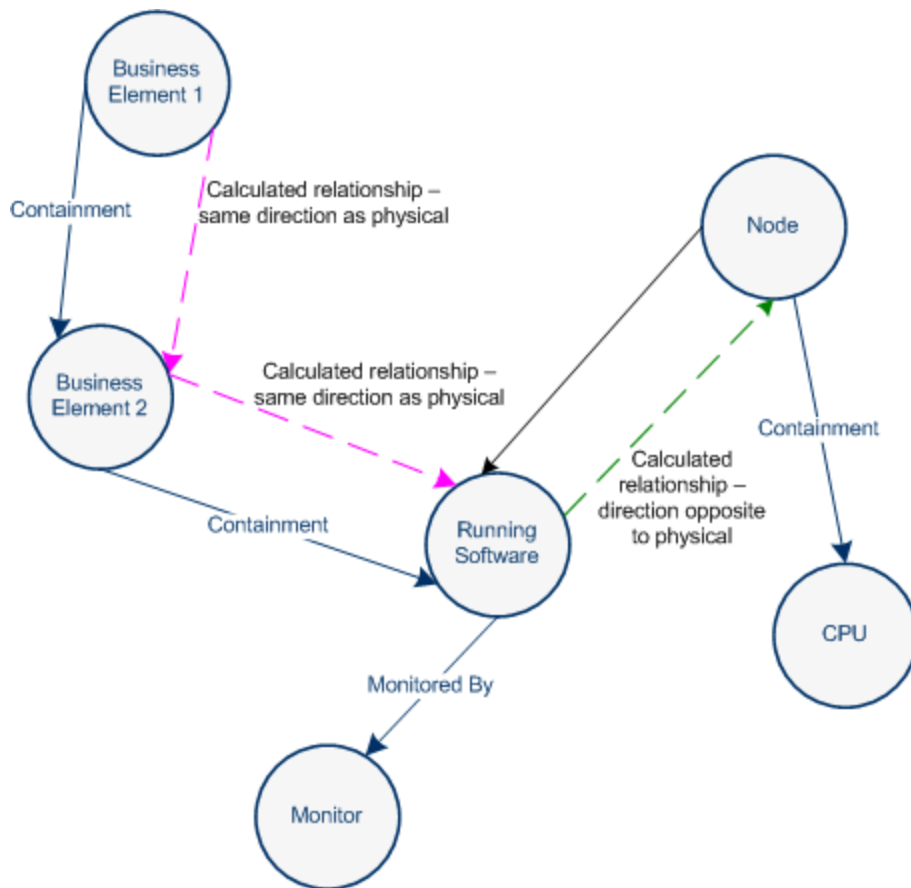 Business
Element 1
Calculated relationship –
same direction as physical
Containment
Node
Business
Element 2
Calculated relationship –
same direction as physical
Containment
Calculated
relationship –
direction opposite
to physical
Containment
Running
Software
CPU
Monitored By
Monitor